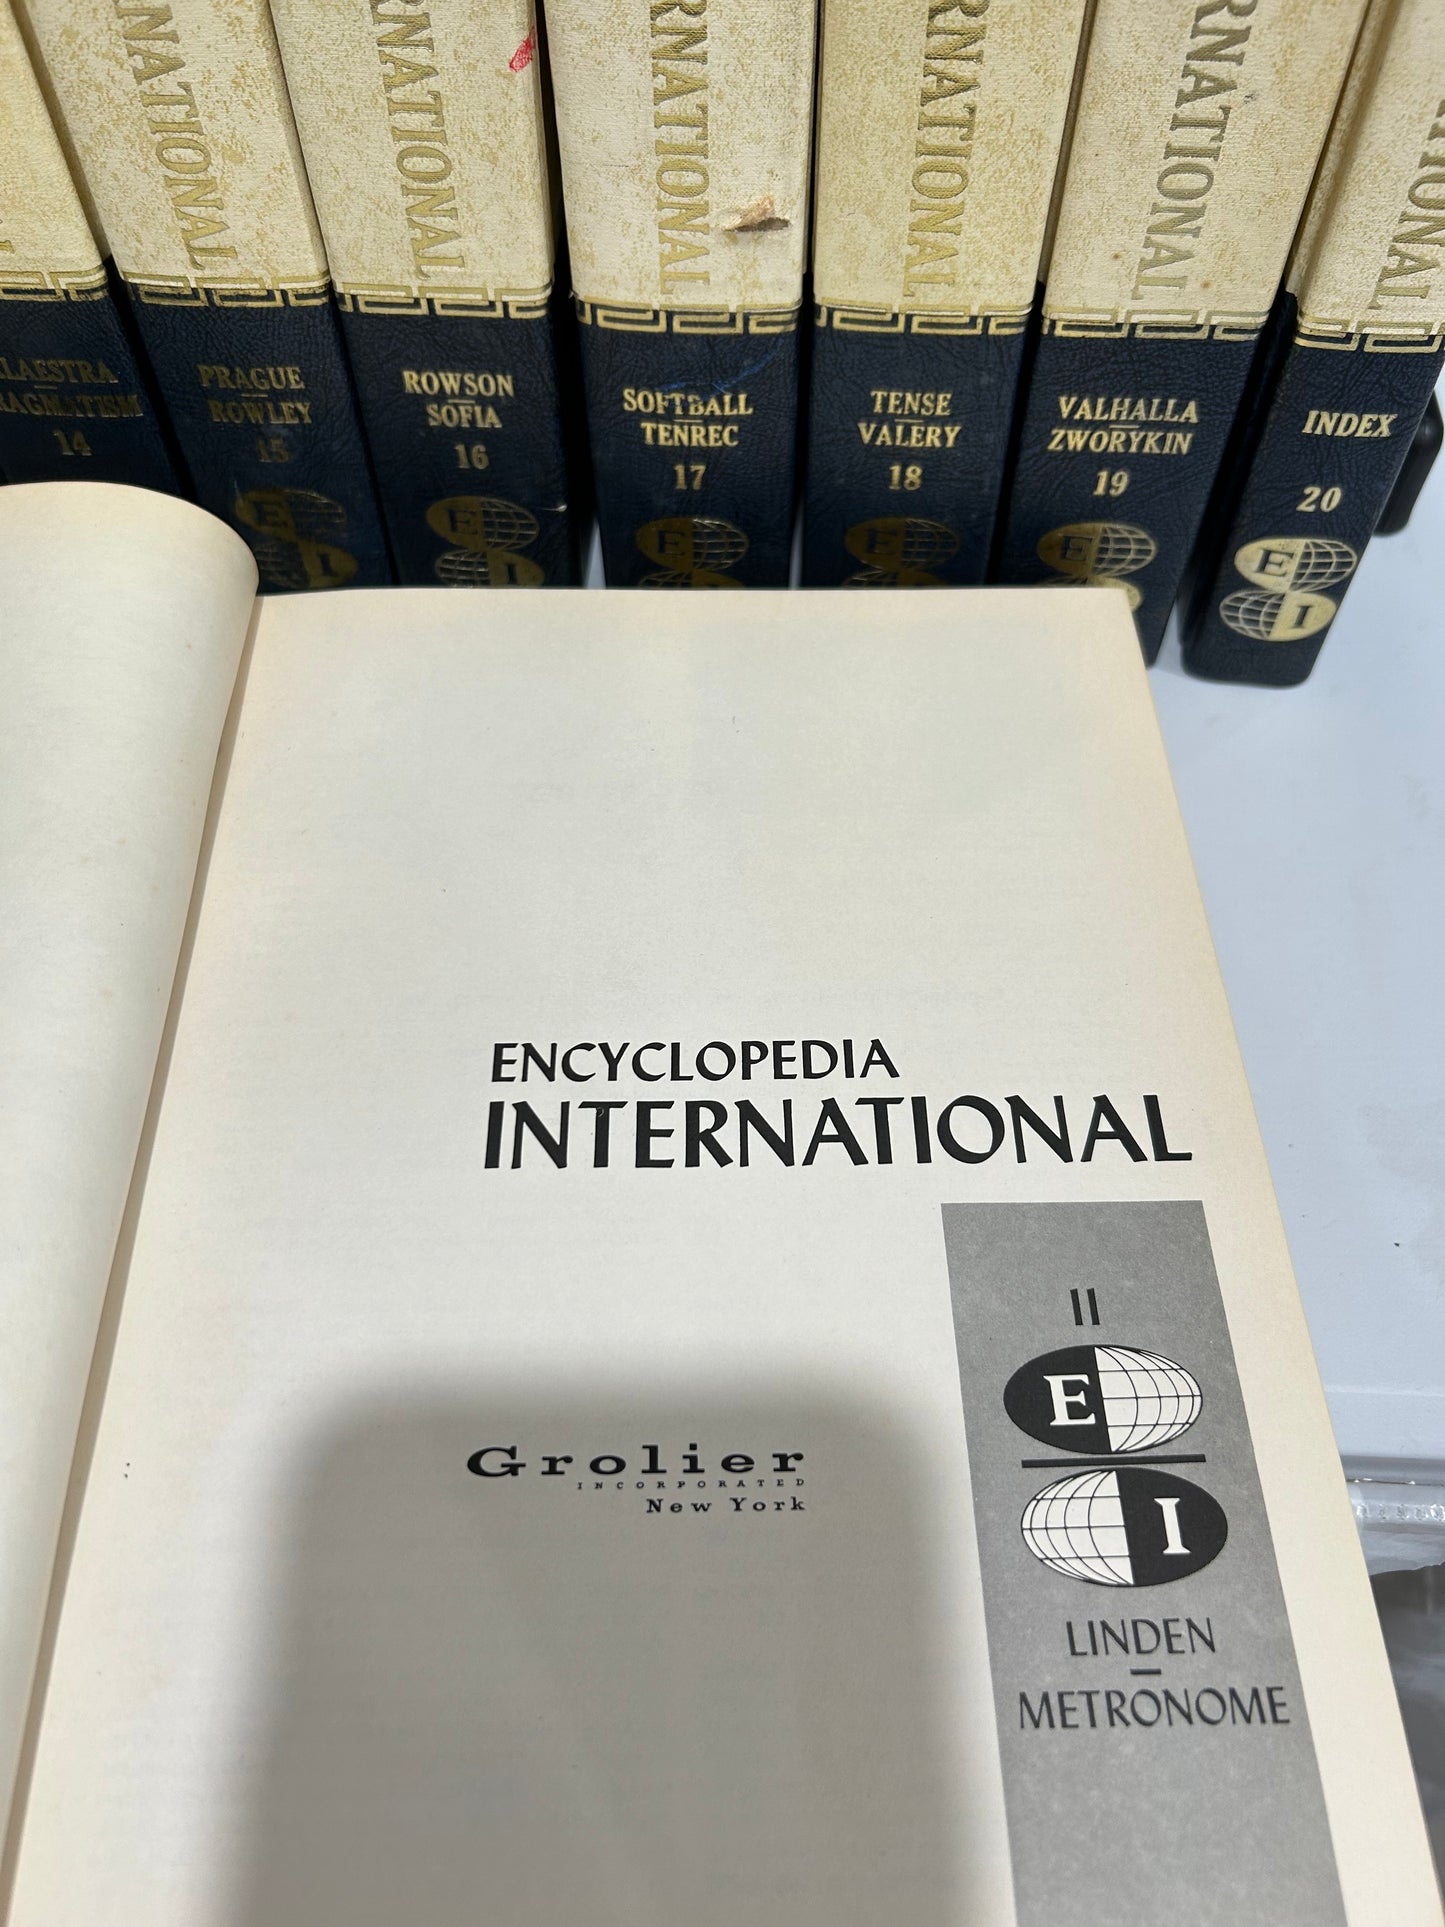 RNATIONAL
RNATIONAL
RNATIONAL
RNATIONAL
RNATIONAL
PRAGUE
ROWLEY
15
E
I
ROWSON
SOFIA
16
E
I
SOFTBALL
TENREC
17
E
TENSE
VALERY
18
E
VALHALLA
ZWORYKIN
19
E
INDEX
20
E
I
14
ENCYCLOPEDIA
INTERNATIONAL
11
E
I
LINDEN
METRONOME
Grolier
INCORPORATED
New York